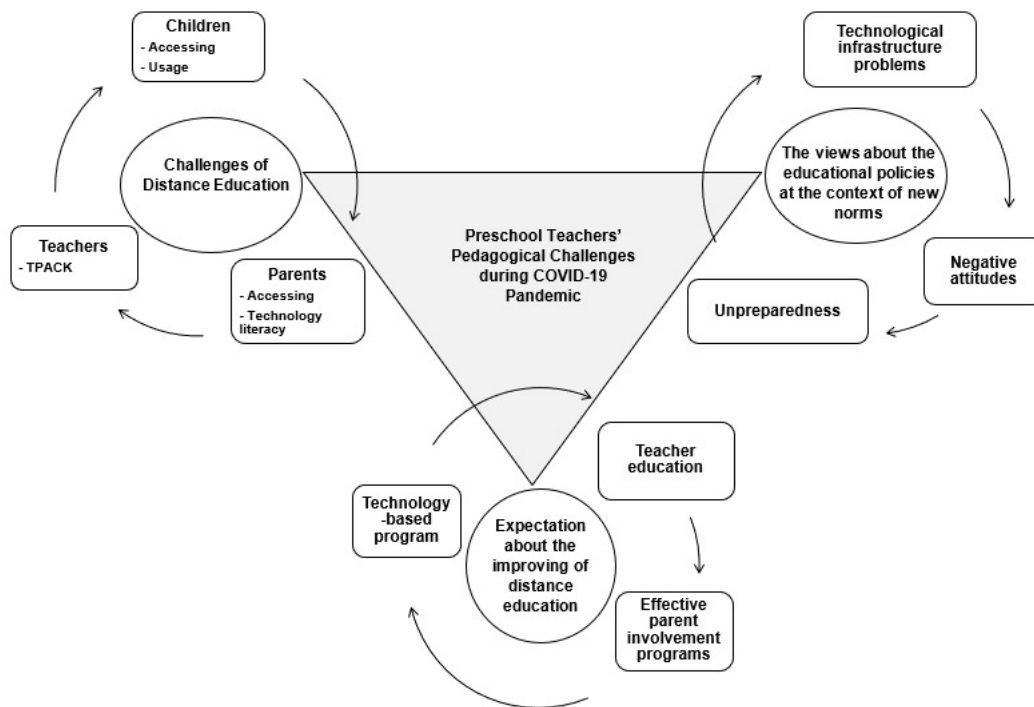 Children
- Accessing
- Usage
Challenges of
Distance Education
Teachers
- TPACK
Parents
- Accessing
- Technology
literacy
Preschool Teachers'
Pedagogical Challenges
during COVID-19
Pandemic
Technological
infrastructure
problems
The views about the
educational policies
at the context of new
norms
Negative
attitudes
Unpreparedness
Teacher
education
Technology
-based
program
Expectation
about the
improving of
distance
education
Effective
parent
involvement
programs